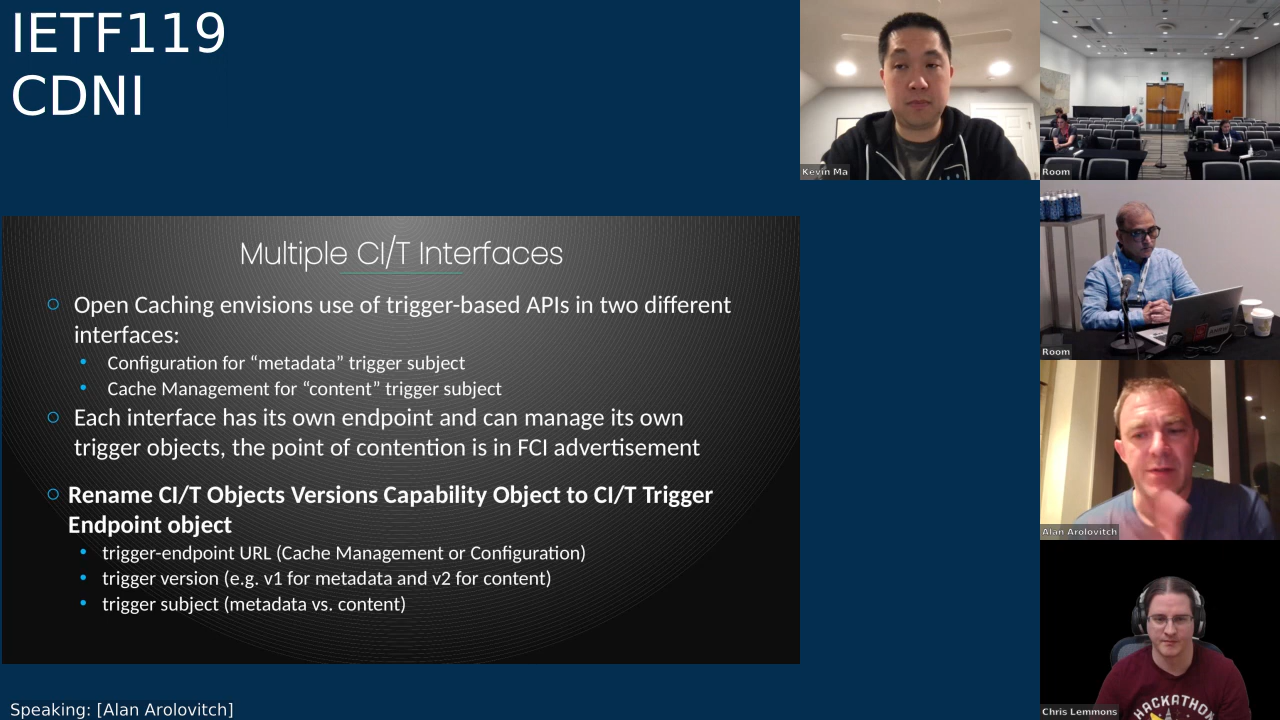 IETF119
CDNI
Kevin Ma
Room
Multiple CI/T Interfaces
Open Caching envisions use of trigger-based APIs in two different
interfaces:
Configuration for “metadata” trigger subject
Cache Management for “content” trigger subject
Each interface has its own endpoint and can manage its own
trigger objects, the point of contention is in FCI advertisement
Rename CI/T Objects Versions Capability Object to CI/T Trigger
Endpoint object
trigger-endpoint URL (Cache Management or Configuration)
trigger version (e.g. v1 for metadata and v2 for content)
trigger subject (metadata vs. content)
Room
Alan Arolovitch
HACKATHON
Chris Lemmons
Speaking: [Alan Arolovitch]